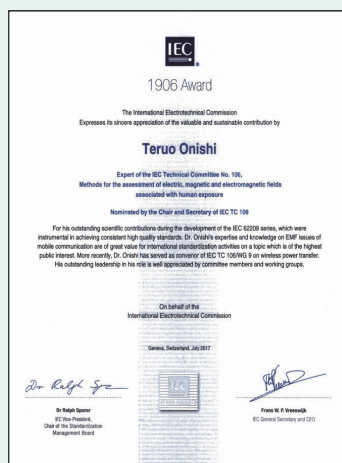 IEC
1906 Award
The International Electrotechnical Commission
Expresses its sincere appreciation of the valuable and sustainable contribution by
Teruo Onishi
Expert of the IEC Technical Committee No. 106,
Methods for the assessment of electric, magnetic and electromagnetic fields
associated with human exposure
Nominated by the Chair and Secretary of IEC TC 106
For his outstanding scientific contributions during the development of the IEC 62209 series, which were
instrumental in achieving consistent high quality standards. Dr. Onishi's expertise and knowledge on EMF issues of
mobile communication are of great value for international standardization activities on a topic which is of the highest
public interest. More recently, Dr. Onishi has served as convenor of IEC TC 106/WG 9 on wireless power transfer.
His outstanding leadership in his role is well appreciated by committee members and working groups.
On behalf of the
International Electrotechnical Commission
Geneva, Switzerland, July 2017
Dr Ralph Sporer
IEC Vice-President,
Chair of the Standardization
Management Board
IEC
Frans W. P. Vreeswijk
IEC General Secretary and CEO